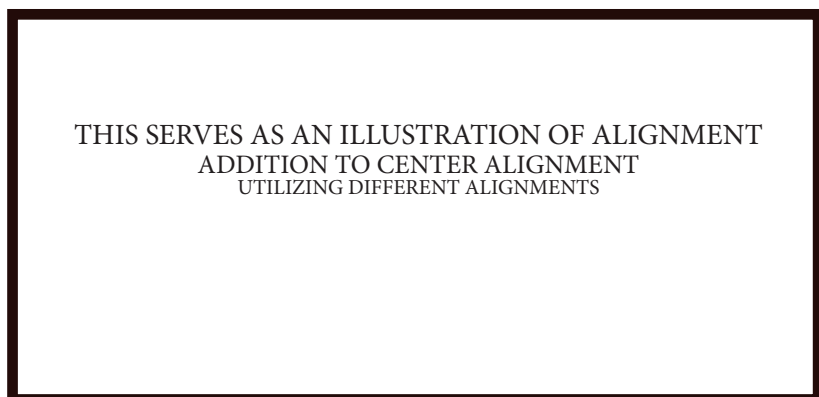 THIS SERVES AS AN ILLUSTRATION OF ALIGNMENT
ADDITION TO CENTER ALIGNMENT
UTILIZING DIFFERENT ALIGNMENTS